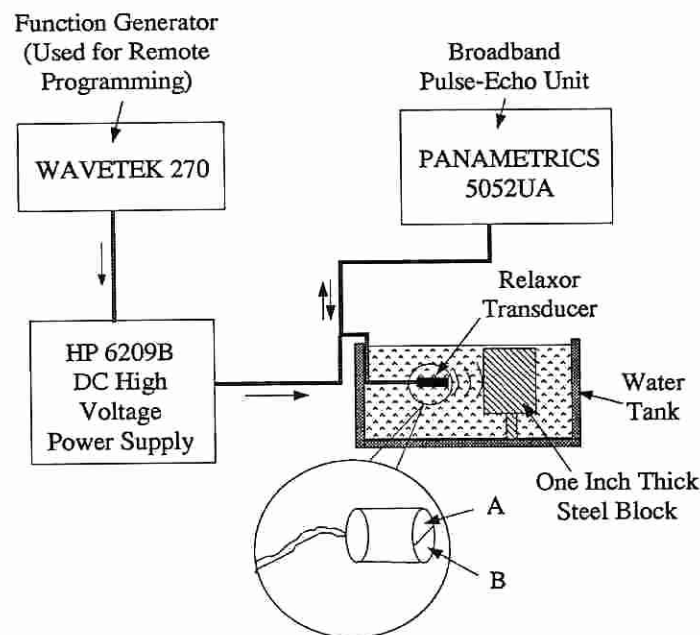 Function Generator
(Used for Remote
Programming)
WAVETEK 270
Broadband
Pulse-Echo Unit
PANAMETRICS
5052UA
HP 6209B
DC High
Voltage
Power Supply
Relaxor
Transducer
Water
Tank
One Inch Thick
Steel Block
A
B